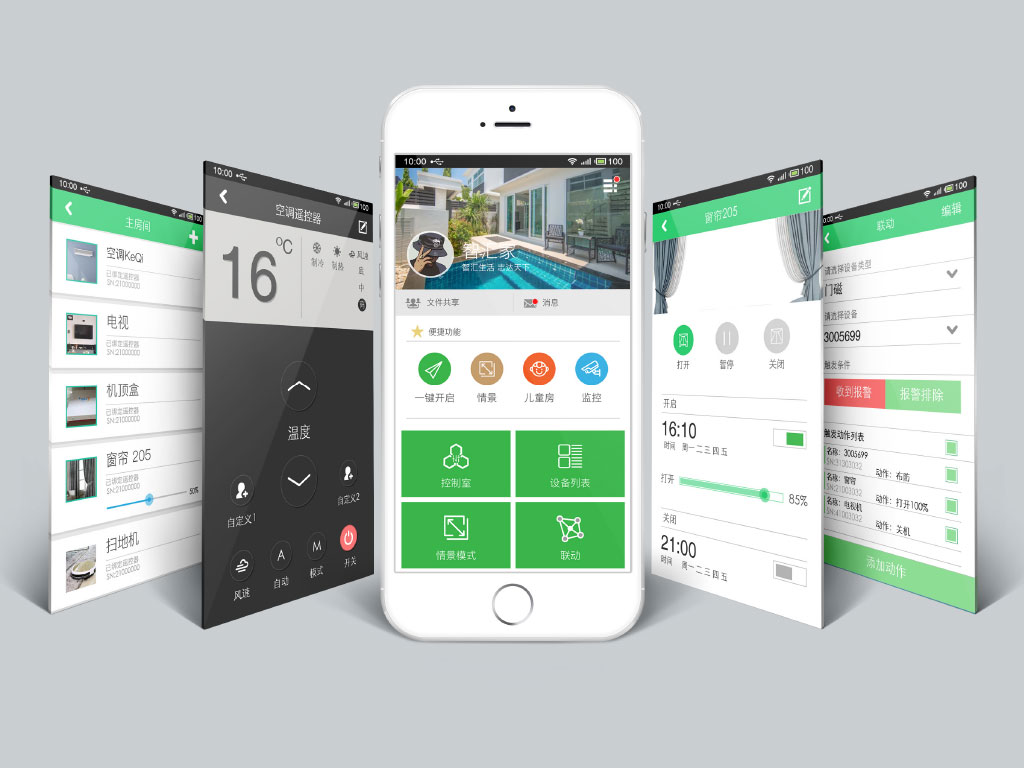 10:00
100
主房间
空调KeQi
已绑定遥控器
SN:21000000
电视
已绑定遥控器
SN:21000000
机顶盒
已绑定遥控器
SN:21000000
窗帘 205
已绑定遥控器
SN:21000000
50%
扫地机
已绑定遥控器
SN:21000000
10:00
100
空调遥控器
16
°C
制冷
制热
风速
低
中
高
温度
自定义1
自定义2
风速
A
自动
M
模式
开关
10:00
100
智汇家
智汇生活 志达天下
文件共享
消息
便捷功能
一键开启
情景
儿童房
监控
控制室
设备列表
情景模式
联动
10:00
100
窗帘205
打开
暂停
关闭
开启
16:10
时间 周一 二 三 四 五
打开
85%
关闭
21:00
时间 周一 二 三 四 五
0:00
100
联动
编辑
请选择设备类型
门磁
请选择设备
3005699
触发条件
收到报警
报警排除
触发动作列表
名称：3005699
SN:31303032
动作：布防
名称：窗帘
SN:21003032
动作：打开100%
名称：电视机
SN:41003032
动作：关机
添加动作